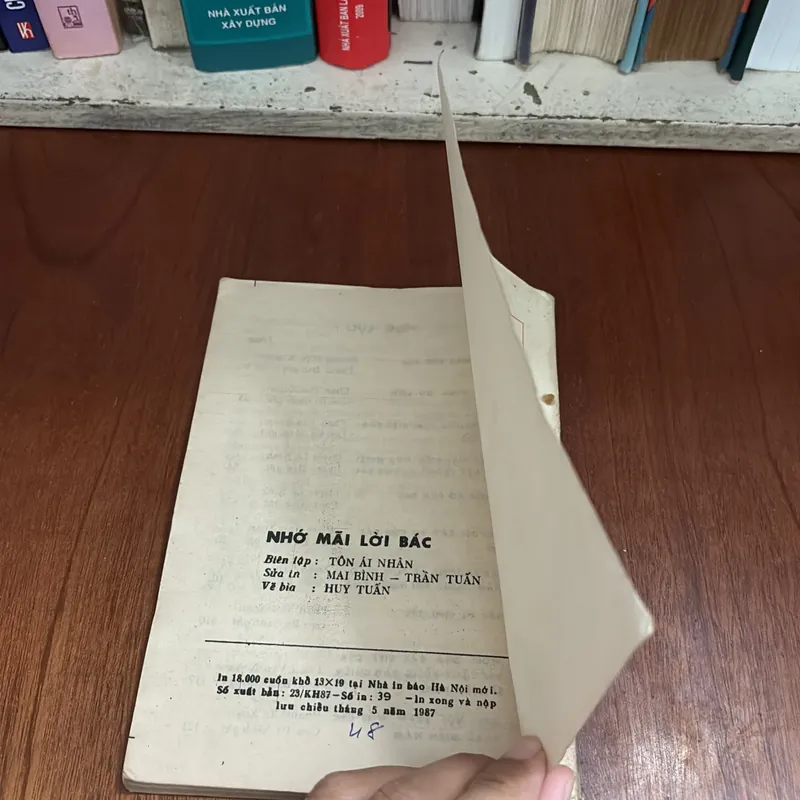 NHÀ XUẤT BẢN
XÂY DỰNG
2009
NHỚ MÃI LỜI BÁC
Biên tập : TÔN ÁI NHÂN
Sửa in : MAI BÌNH — TRẦN TUẤN
Vẽ bìa : HUY TUẤN
In 18.000 cuốn khổ 13×19 tại Nhà in báo Hà Nội mới.
Số xuất bản: 23/KH87-Số in: 39 —In xong và nộp
lưu chiểu tháng 5 năm 1987
48